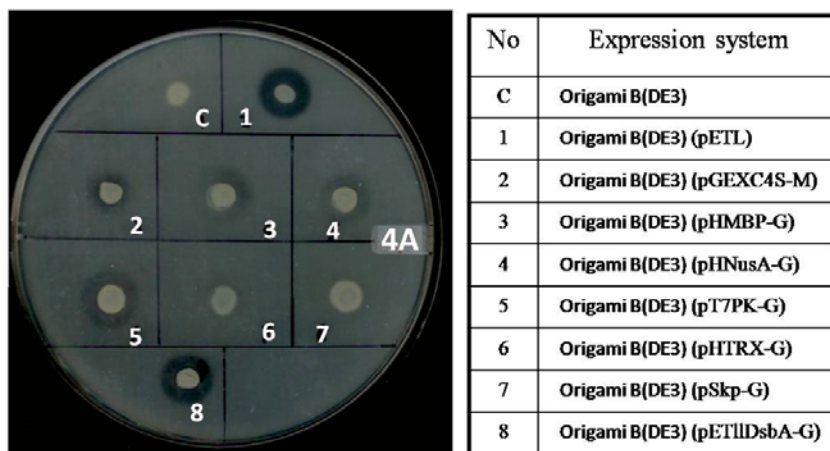 C 1
2 3 4
4A
5 6 7
8
No Expression system
C Origami B(DE3)
1 Origami B(DE3) (pETL)
2 Origami B(DE3) (pGEXC4S-M)
3 Origami B(DE3) (pHMBP-G)
4 Origami B(DE3) (pHNusA-G)
5 Origami B(DE3) (pT7PK-G)
6 Origami B(DE3) (pHTRX-G)
7 Origami B(DE3) (pSkp-G)
8 Origami B(DE3) (pETllDsbA-G)